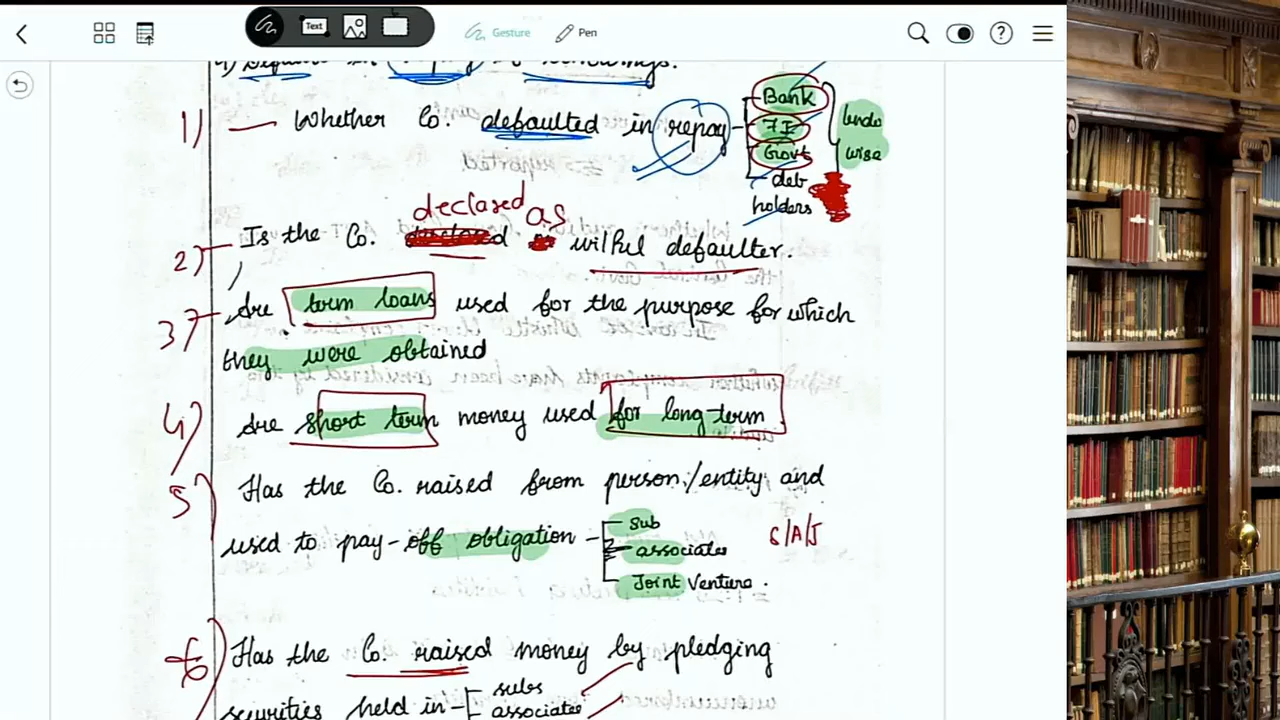 Text
Gesture
Pen
1) Whether Co. defaulted in repay
Bank
FI
Govt
deb holders
lende
wise
declared as
2) Is the Co. wilful defaulter.
3) Are term loans used for the purpose for which
they were obtained
4) Are short term money used for long-term
5) Has the Co. raised from person/entity and
used to pay-off obligation
Sub
associates
Joint Venture.
S/A/J
6) Has the Co. raised money by pledging
securities held in
subs
associates